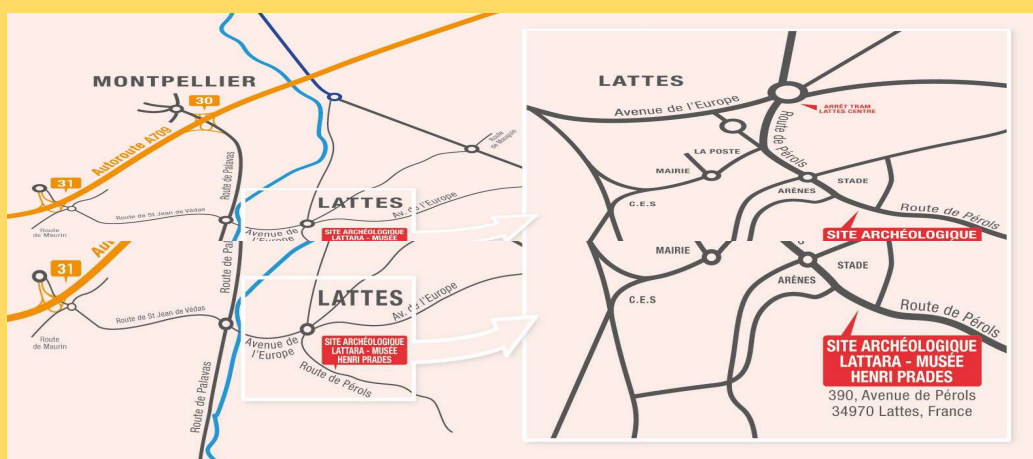 MONTPELLIER
30
Autoroute A709
Route de Palavas
31
Route
de Maurin
Route de St Jean de Védas
Route
de Mauguio
LATTES
Av. de l'Europe
Avenue de
l'Europe
SITE ARCHÉOLOGIQUE
LATTARA - MUSÉE
LATTES
Avenue de l'Europe
ARRÊT TRAM
LATTES CENTRE
Route de Pérols
LA POSTE
MAIRIE
C.E.S
ARÈNES
STADE
Route de Pérols
SITE ARCHÉOLOGIQUE
31
Route
de Maurin
Route de St Jean de Védas
Route de Palavas
LATTES
Av. de l'Europe
Avenue de
l'Europe
SITE ARCHÉOLOGIQUE
LATTARA - MUSÉE
HENRI PRADES
Route de Pérols
MAIRIE
C.E.S
ARÈNES
STADE
Route de Pérols
SITE ARCHÉOLOGIQUE
LATTARA - MUSÉE
HENRI PRADES
390, Avenue de Pérols
34970 Lattes, France